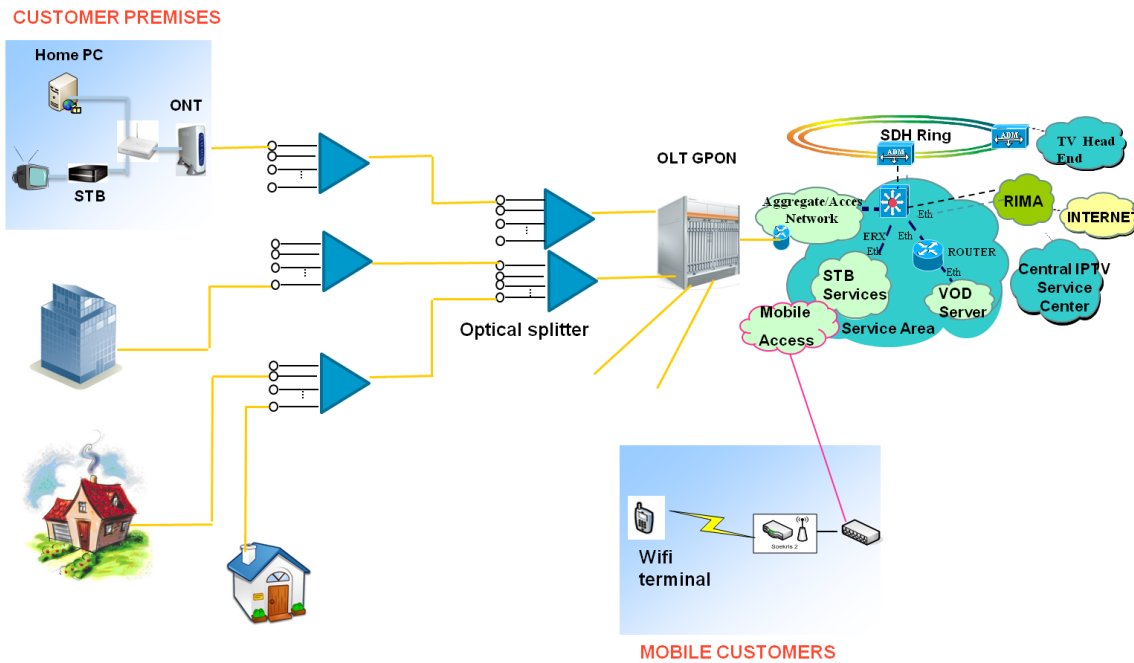 CUSTOMER PREMISES
Home PC
ONT
STB
Optical splitter
OLT GPON
SDH Ring
ADM
ADM
TV Head
End
Aggregate/Acces
Network
Eth
RIMA
INTERNET
ERX
Eth
Eth
ROUTER
Eth
STB
Services
VOD
Server
Central IPTV
Service
Center
Mobile
Access
Service Area
Wifi
terminal
Soekris 2
MOBILE CUSTOMERS